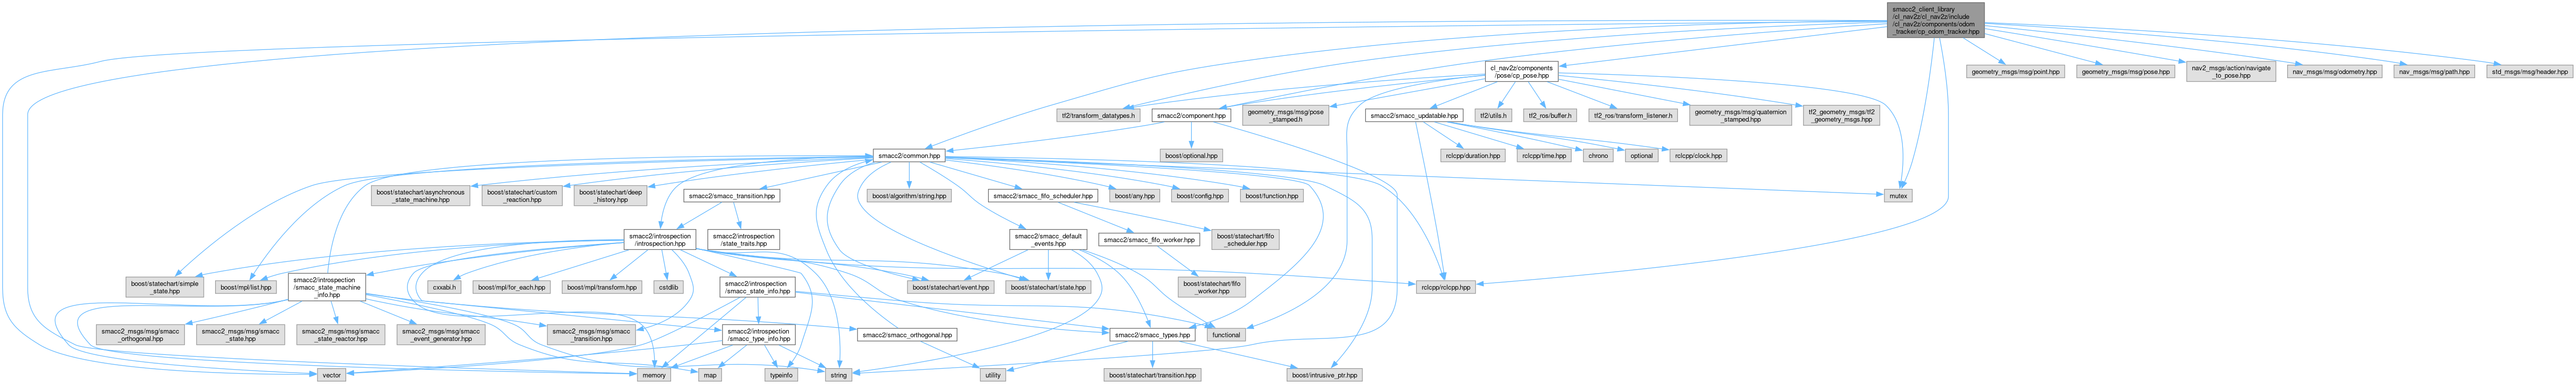 smacc2_client_library
/cl_nav2z/cl_nav2z/include
/cl_nav2z/components/odom
_tracker/cp_odom_tracker.hpp
cl_nav2z/components
/pose/cp_pose.hpp
geometry_msgs/msg/point.hpp
geometry_msgs/msg/pose.hpp
nav2_msgs/action/navigate
_to_pose.hpp
nav_msgs/msg/odometry.hpp
nav_msgs/msg/path.hpp
std_msgs/msg/header.hpp
tf2/transform_datatypes.h
smacc2/component.hpp
geometry_msgs/msg/pose
_stamped.h
smacc2/smacc_updatable.hpp
tf2/utils.h
tf2_ros/buffer.h
tf2_ros/transform_listener.h
geometry_msgs/msg/quaternion
_stamped.hpp
tf2_geometry_msgs/tf2
_geometry_msgs.hpp
smacc2/common.hpp
boost/optional.hpp
rclcpp/duration.hpp
rclcpp/time.hpp
chrono
optional
rclcpp/clock.hpp
boost/statechart/asynchronous
_state_machine.hpp
boost/statechart/custom
_reaction.hpp
boost/statechart/deep
_history.hpp
smacc2/smacc_transition.hpp
boost/algorithm/string.hpp
smacc2/smacc_fifo_scheduler.hpp
boost/any.hpp
boost/config.hpp
boost/function.hpp
mutex
smacc2/introspection
/introspection.hpp
smacc2/introspection
/state_traits.hpp
smacc2/smacc_default
_events.hpp
smacc2/smacc_fifo_worker.hpp
boost/statechart/fifo
_scheduler.hpp
boost/statechart/simple
_state.hpp
boost/mpl/list.hpp
smacc2/introspection
/smacc_state_machine
_info.hpp
cxxabi.h
boost/mpl/for_each.hpp
boost/mpl/transform.hpp
cstdlib
smacc2/introspection
/smacc_state_info.hpp
boost/statechart/event.hpp
boost/statechart/state.hpp
boost/statechart/fifo
_worker.hpp
rclcpp/rclcpp.hpp
smacc2_msgs/msg/smacc
_orthogonal.hpp
smacc2_msgs/msg/smacc
_state.hpp
smacc2_msgs/msg/smacc
_state_reactor.hpp
smacc2_msgs/msg/smacc
_event_generator.hpp
smacc2_msgs/msg/smacc
_transition.hpp
smacc2/introspection
/smacc_type_info.hpp
smacc2/smacc_orthogonal.hpp
smacc2/smacc_types.hpp
functional
vector
memory
map
typeinfo
string
utility
boost/statechart/transition.hpp
boost/intrusive_ptr.hpp